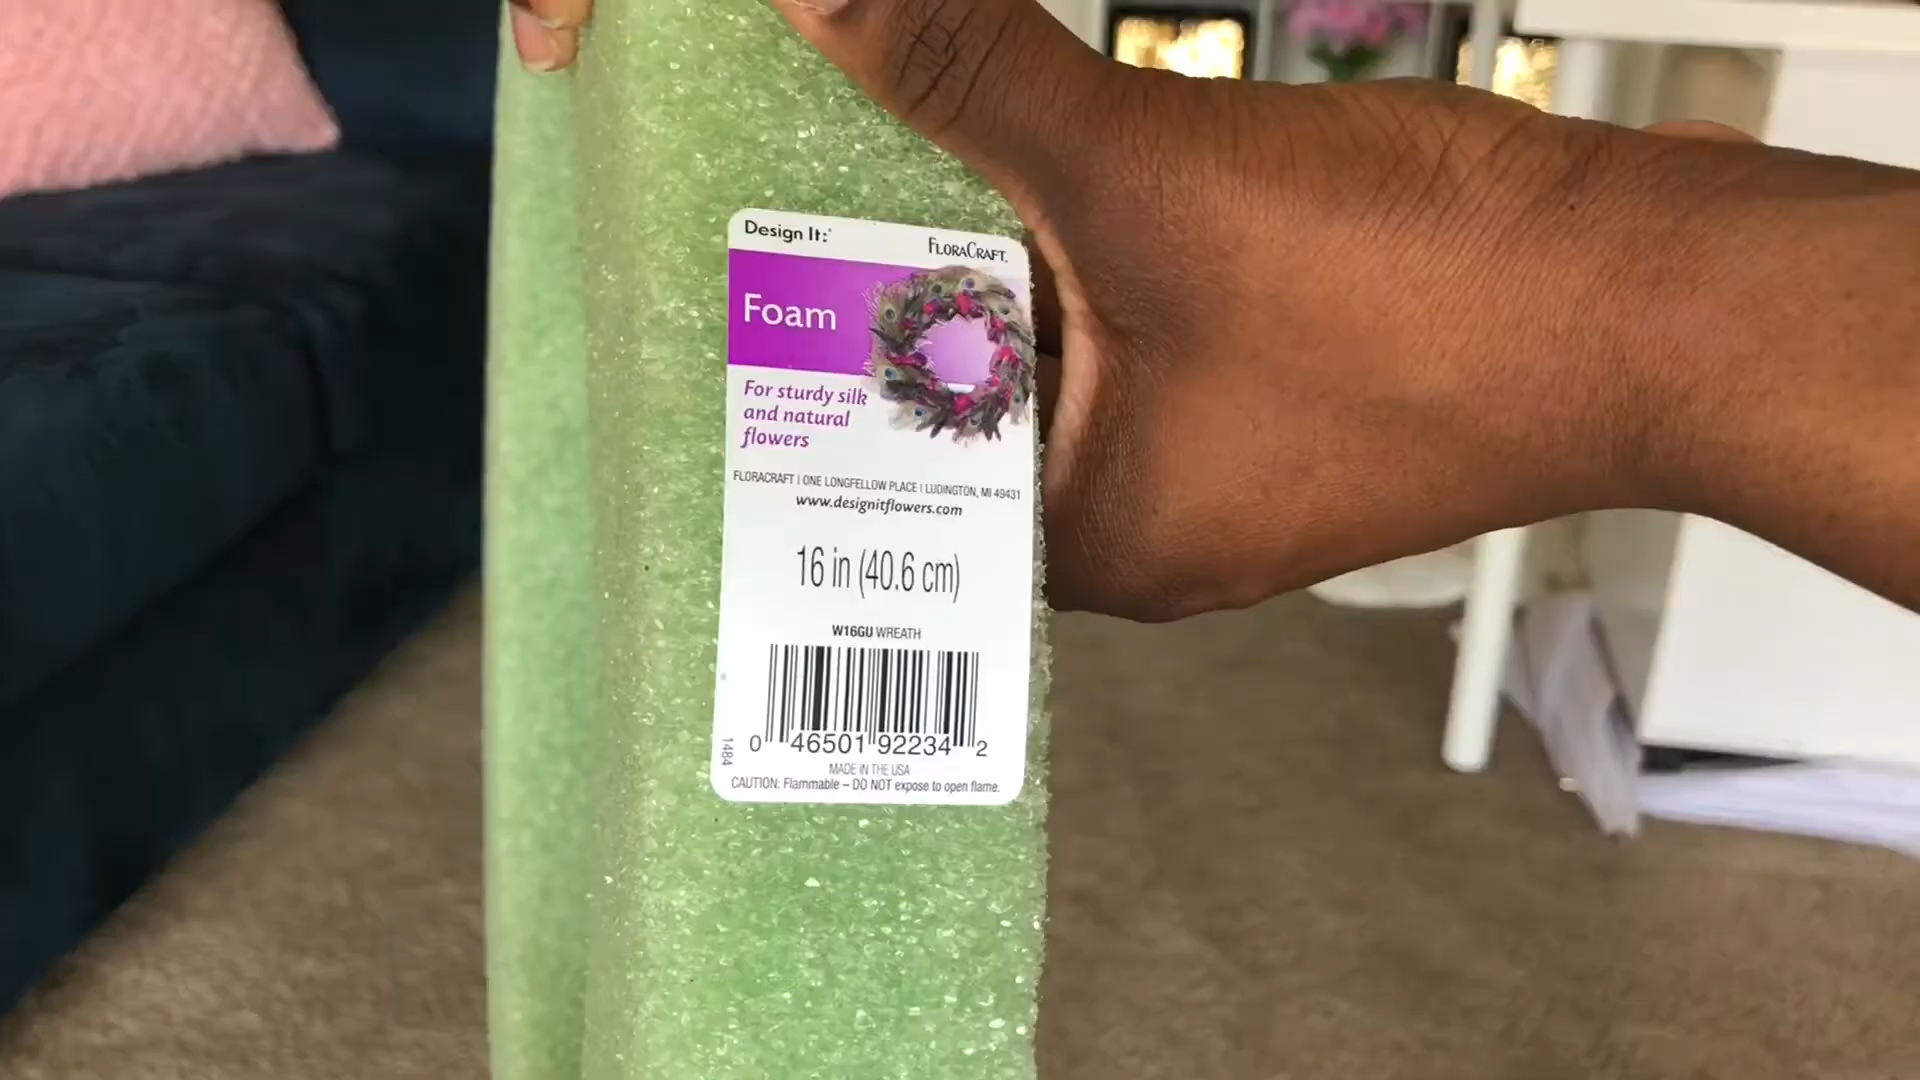 Design It:
FLORACRAFT
Foam
For sturdy silk
and natural
flowers
FLORACRAFT | ONE LONGFELLOW PLACE | LUDINGTON, MI 49431
www.designitflowers.com
16 in (40.6 cm)
W16GU WREATH
0 46501 92234 2
1484
MADE IN THE USA
CAUTION: Flammable – DO NOT expose to open flame.